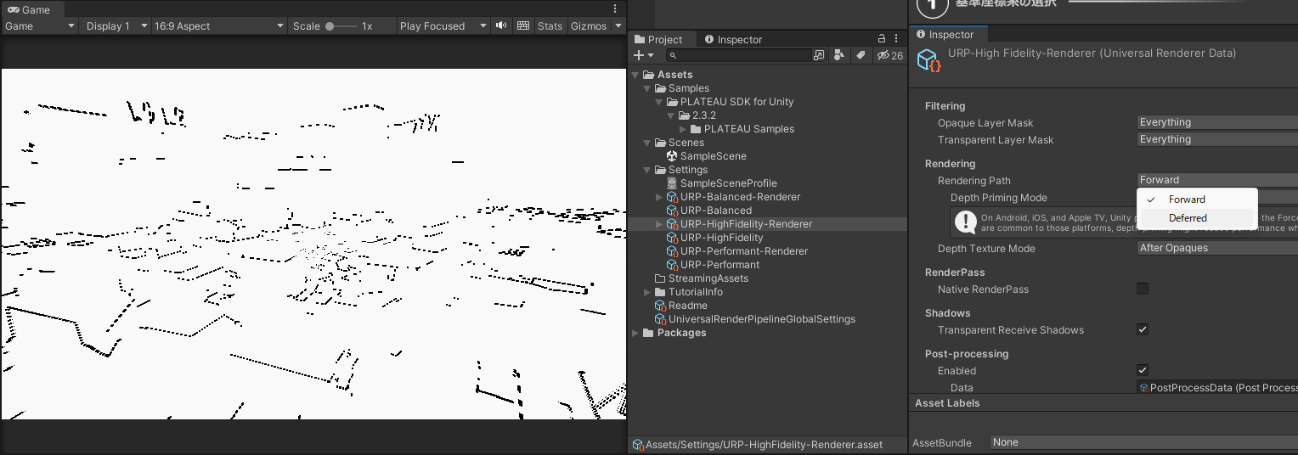 Game
Game
Display 1
16:9 Aspect
Scale
1x
Play Focused
Stats
Gizmos
Project
Inspector
26
Assets
Samples
PLATEAU SDK for Unity
2.3.2
PLATEAU Samples
Scenes
SampleScene
Settings
SampleSceneProfile
URP-Balanced-Renderer
URP-Balanced
URP-HighFidelity-Renderer
URP-HighFidelity
URP-Performant-Renderer
URP-Performant
StreamingAssets
TutorialInfo
Readme
UniversalRenderPipelineGlobalSettings
Packages
Assets/Settings/URP-HighFidelity-Renderer.asset
1 基準座標系の選択
Inspector
URP-High Fidelity-Renderer (Universal Renderer Data)
Filtering
Opaque Layer Mask Everything
Transparent Layer Mask Everything
Rendering
Rendering Path Forward
Forward
Deferred
Depth Priming Mode
On Android, iOS, and Apple TV, Unity the Force
are common to those platforms,
Depth Texture Mode After Opaques
RenderPass
Native RenderPass
Shadows
Transparent Receive Shadows
Post-processing
Enabled
Data PostProcessData (Post Process
Asset Labels
AssetBundle None